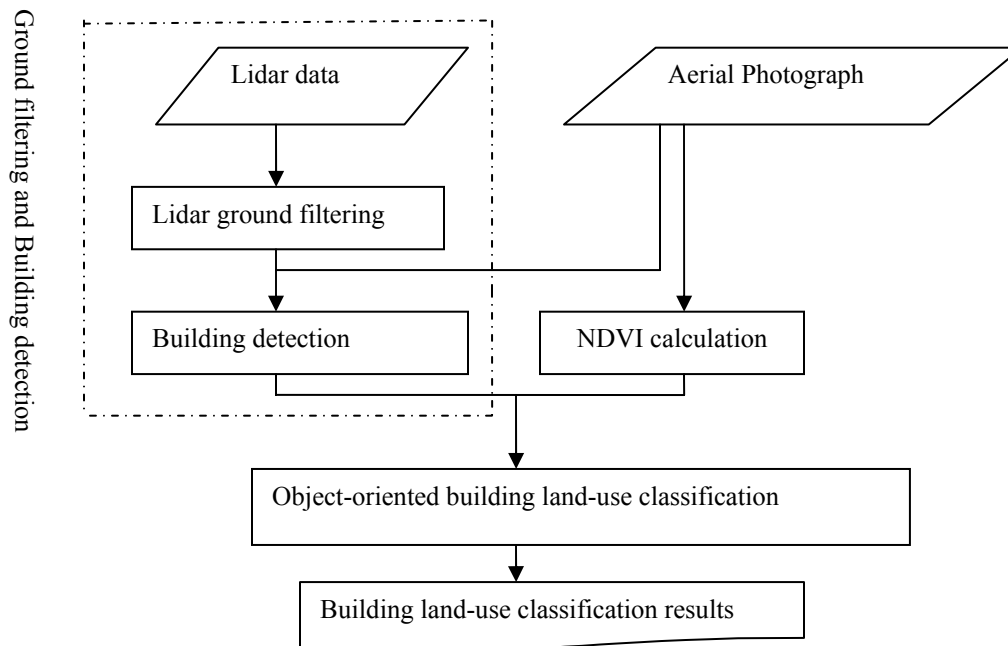 Ground filtering and Building detection
Lidar data
Aerial Photograph
Lidar ground filtering
Building detection
NDVI calculation
Object-oriented building land-use classification
Building land-use classification results